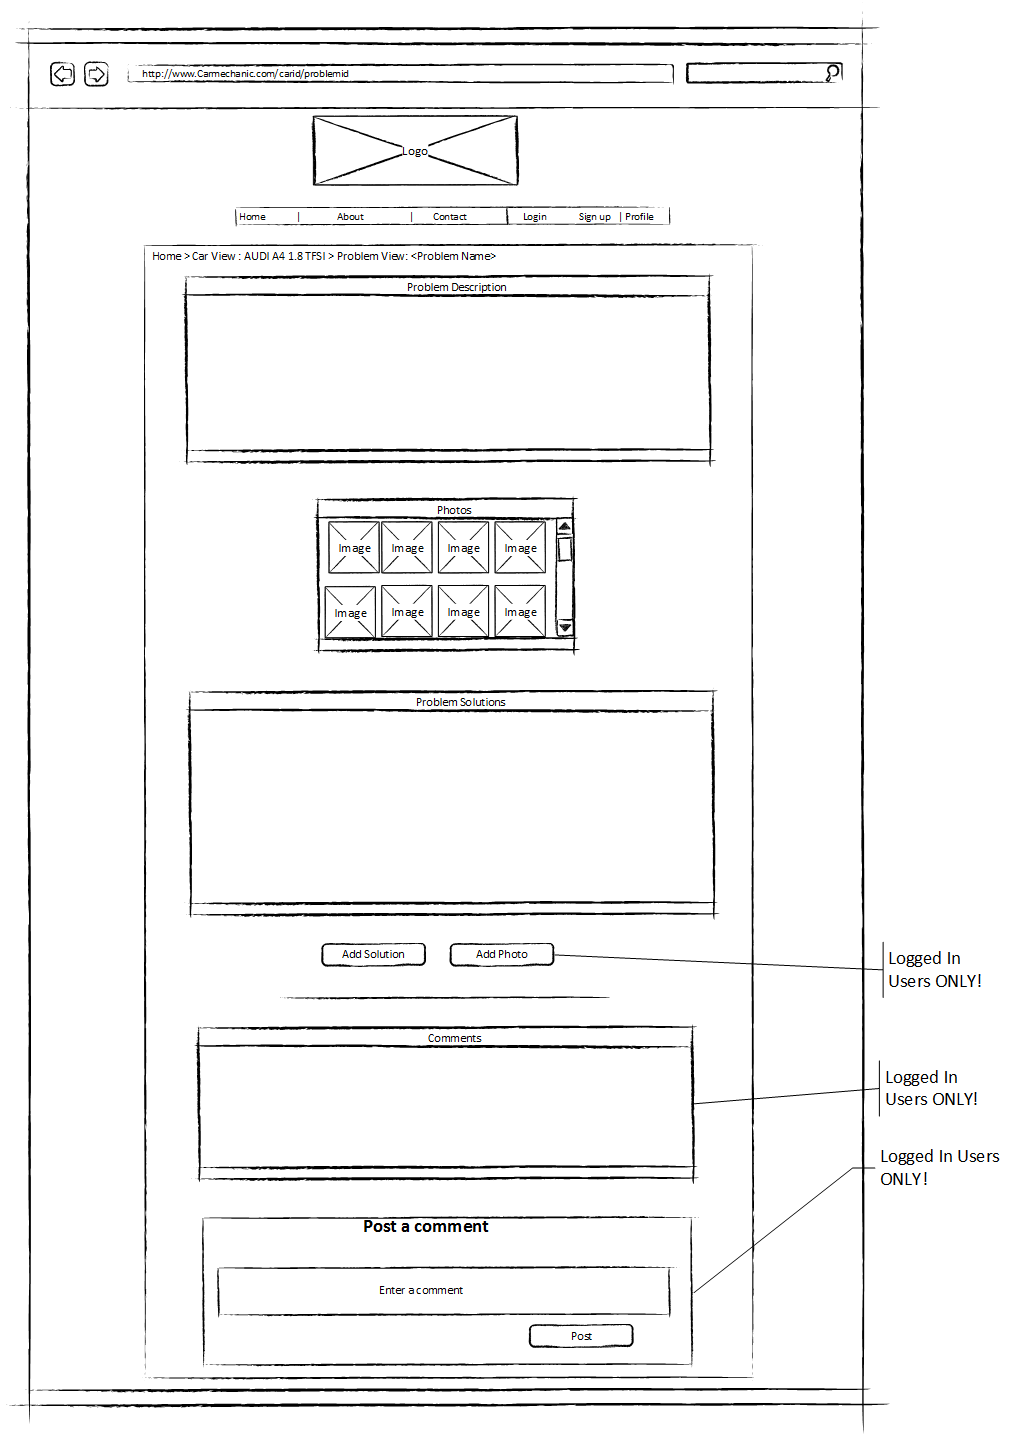 http://www.Carmechanic.com/carid/problemid
Logo
Home | About | Contact Login Sign up | Profile
Home > Car View : AUDI A4 1.8 TFSI > Problem View: <Problem Name>
Problem Description
Photos
Image Image Image Image
Image Image Image Image
Problem Solutions
Add Solution Add Photo
Logged In
Users ONLY!
Comments
Logged In
Users ONLY!
Logged In Users
ONLY!
Post a comment
Enter a comment
Post